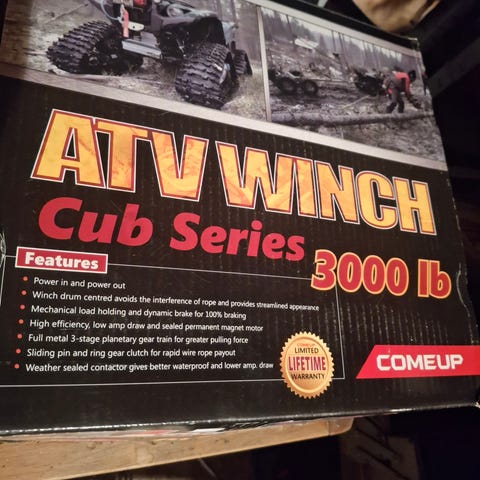 ATV WINCH
Cub Series
3000 lb
Features
• Power in and power out
• Winch drum centred avoids the interference of rope and provides streamlined appearance
• Mechanical load holding and dynamic brake for 100% braking
• High efficiency, low amp draw and sealed permanent magnet motor
• Full metal 3-stage planetary gear train for greater pulling force
• Sliding pin and ring gear clutch for rapid wire rope payout
• Weather sealed contactor gives better waterproof and lower amp. draw
COMEUP
LIMITED
LIFETIME
WARRANTY
COMEUP